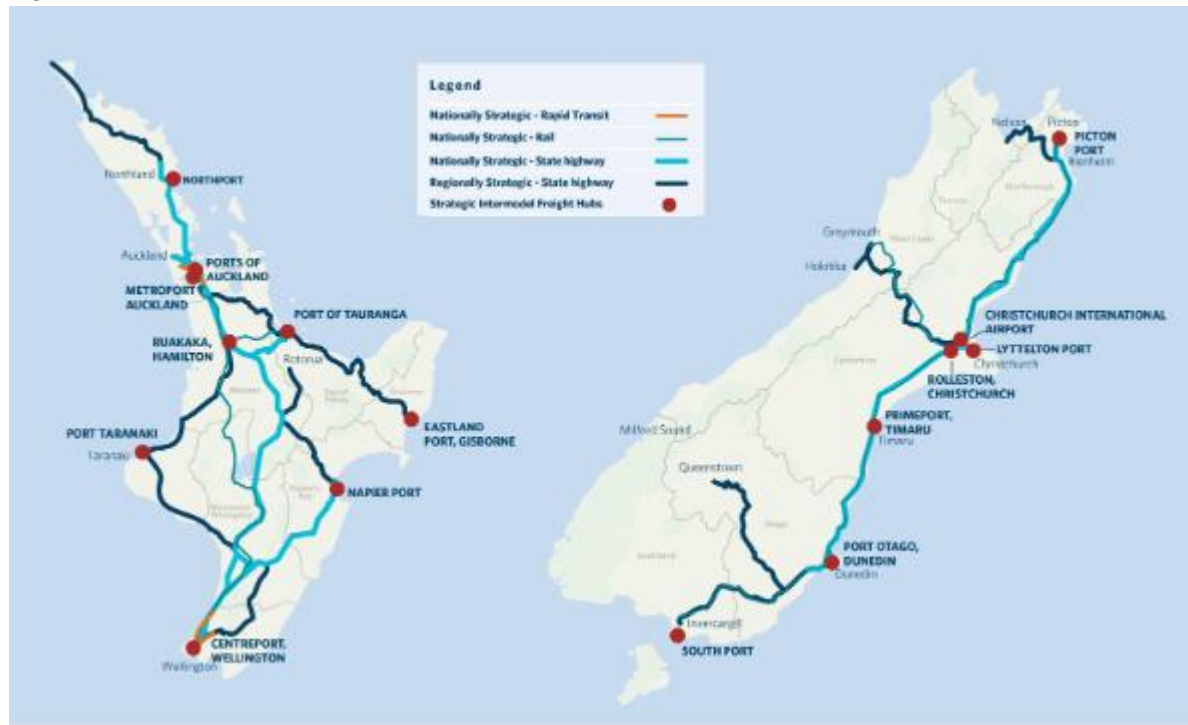 Legend
Nationally Strategic - Rapid Transit
Nationally Strategic - Rail
Nationally Strategic - State highway
Regionally Strategic - State highway
Strategic Intermodel Freight Hubs
Northland
NORTHPORT
Auckland
PORTS OF
AUCKLAND
METROPORT
AUCKLAND
PORT OF TAURANGA
RUAKAKA,
HAMILTON
Rotorua
EASTLAND
PORT, GISBORNE
PORT TARANAKI
Taranaki
NAPIER PORT
CENTREPORT,
WELLINGTON
Wellington
Nelson
Picton
PICTON
PORT
Blenheim
Greymouth
Hokitika
CHRISTCHURCH INTERNATIONAL
AIRPORT
LYTTELTON PORT
Christchurch
ROLLESTON,
CHRISTCHURCH
PRIMEPORT,
TIMARU
Timaru
Milford Sound
Queenstown
PORT OTAGO,
DUNEDIN
Dunedin
Invercargill
SOUTH PORT